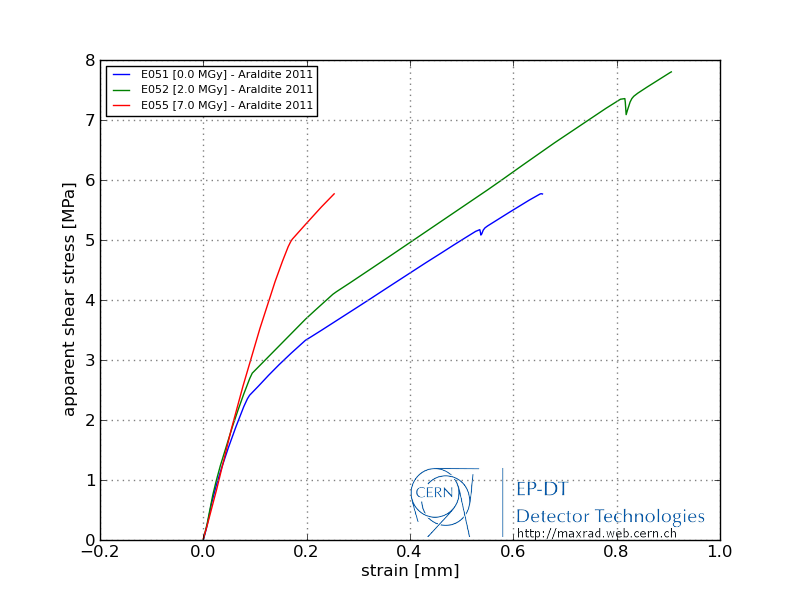 E051 [0.0 MGy] - Araldite 2011
E052 [2.0 MGy] - Araldite 2011
E055 [7.0 MGy] - Araldite 2011
8
7
6
5
4
3
2
1
0
apparent shear stress [MPa]
CERN
EP-DT
Detector Technologies
http://maxrad.web.cern.ch
−0.2 0.0 0.2 0.4 0.6 0.8 1.0
strain [mm]